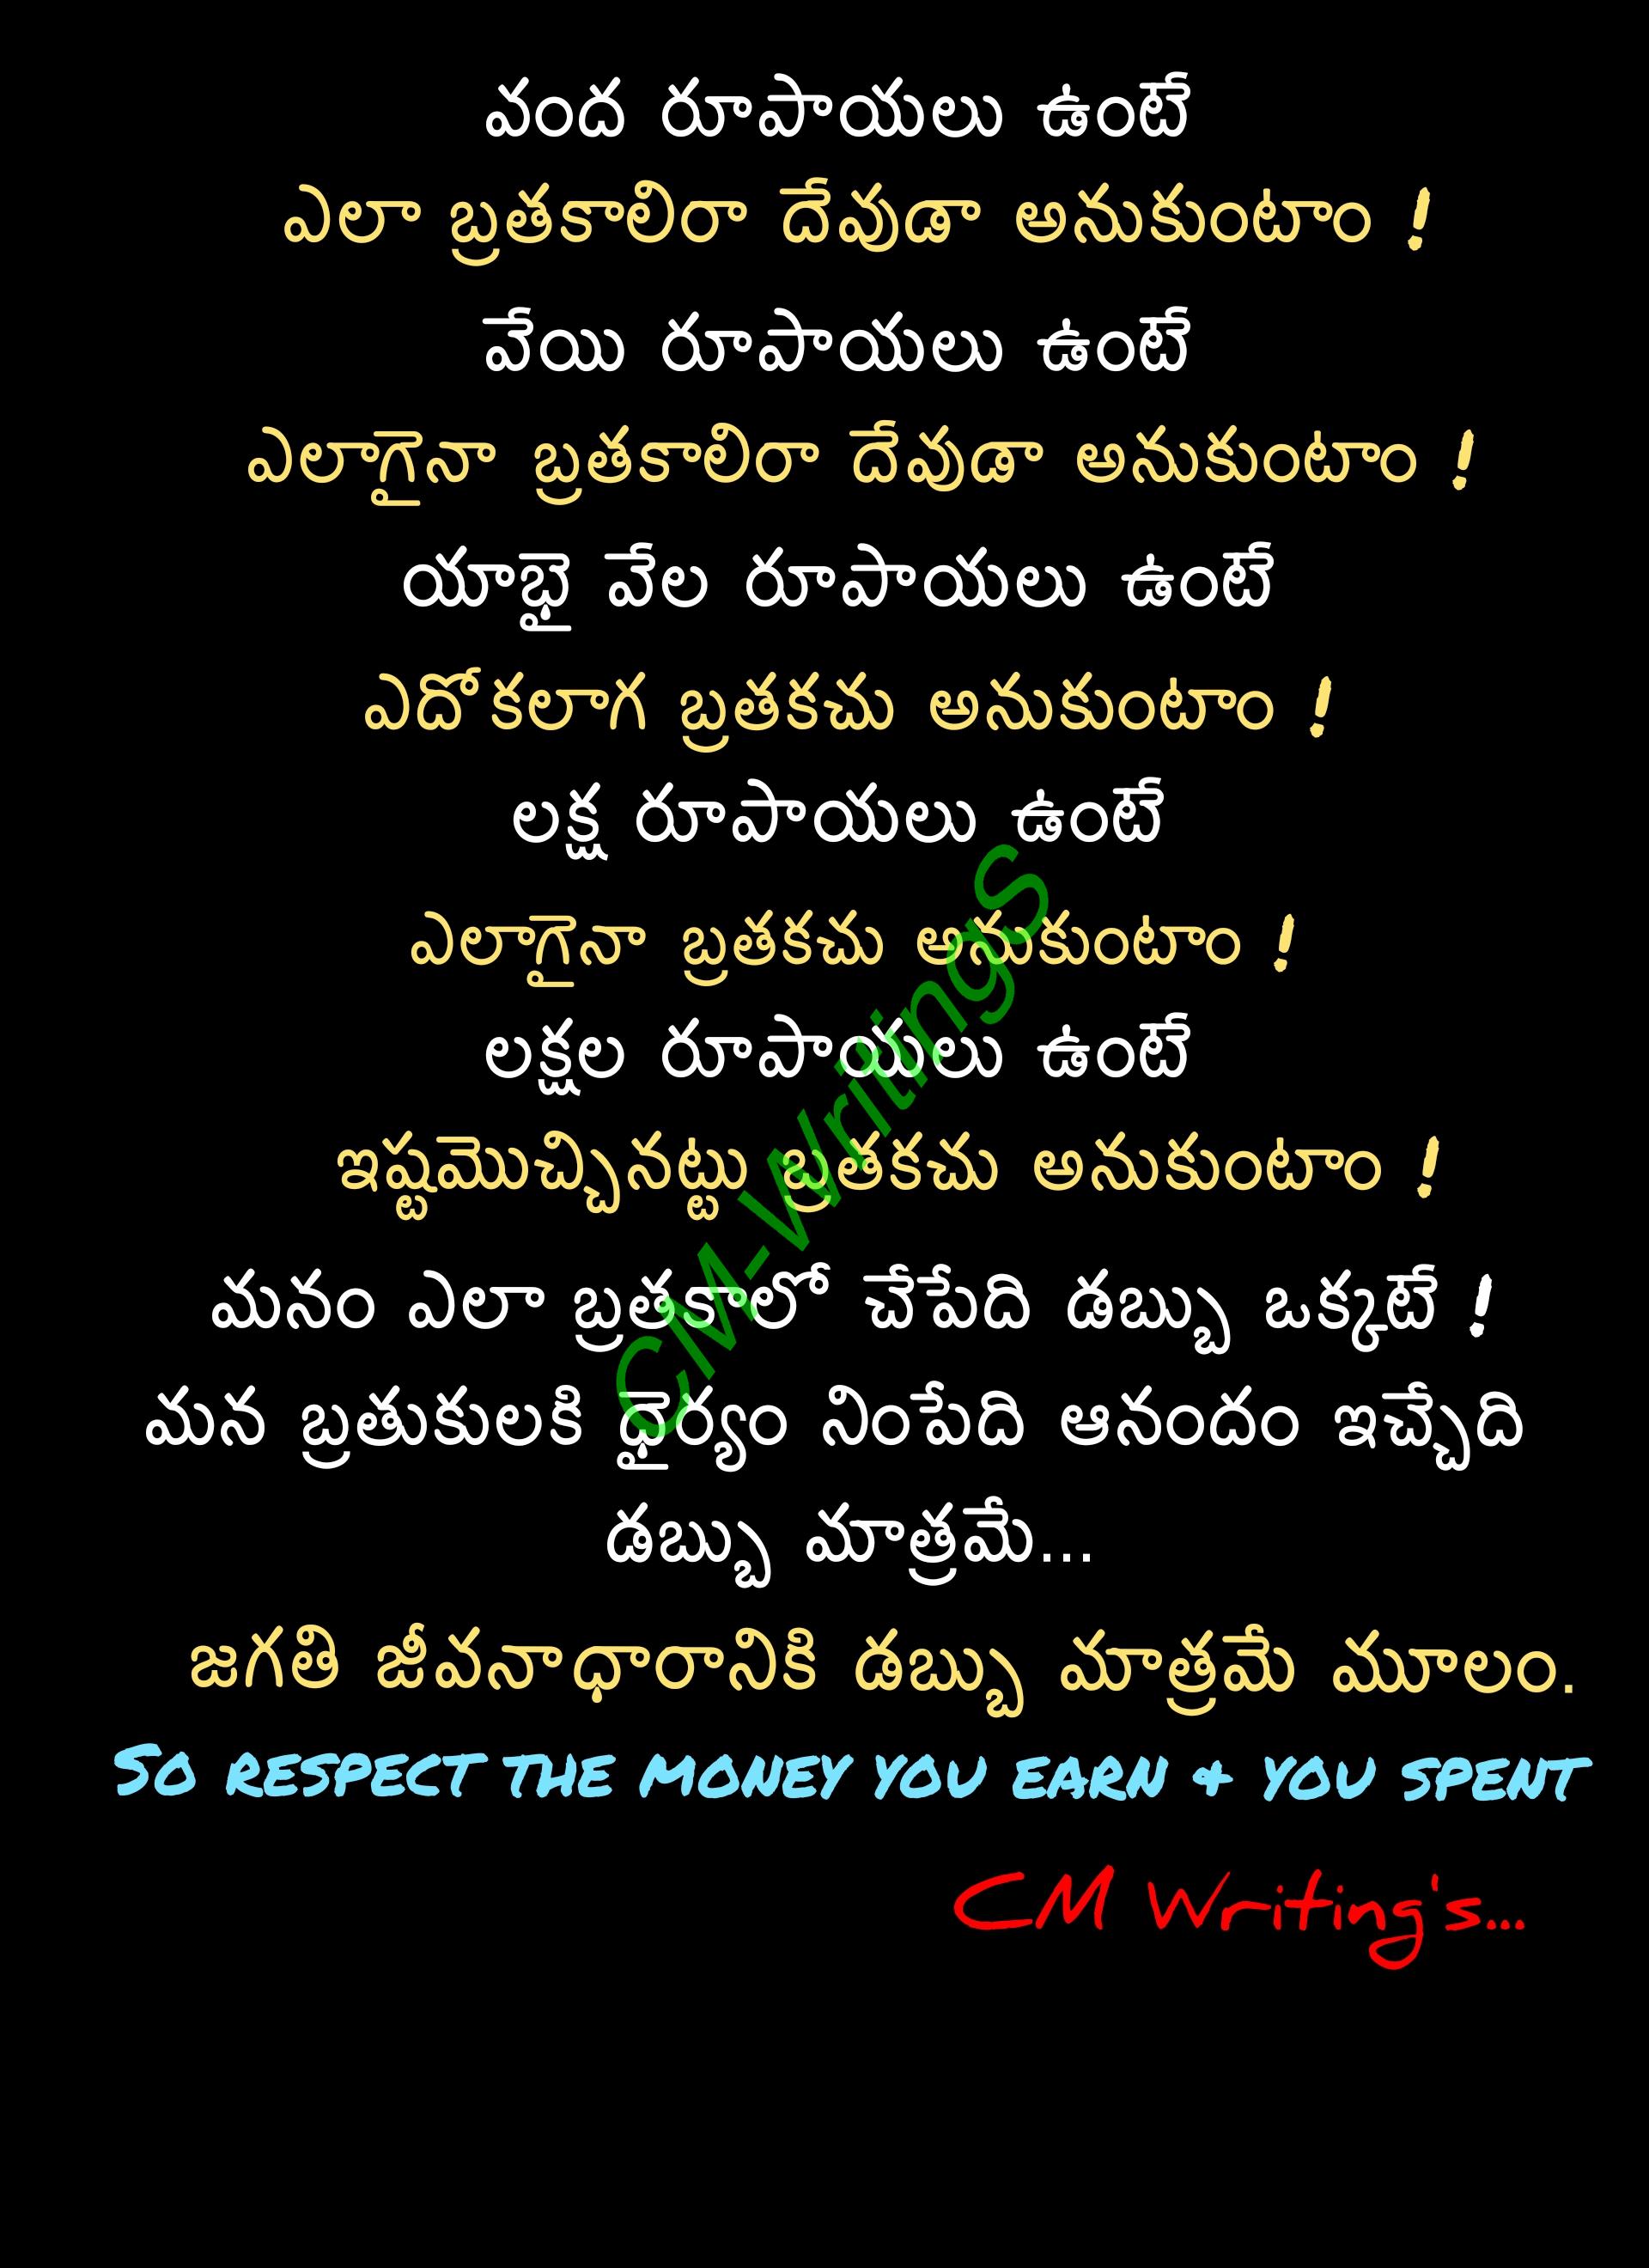 వంద రూపాయలు ఉంటే
ఎలా బ్రతకాలిరా దేవుడా అనుకుంటాం !
వేయి రూపాయలు ఉంటే
ఎలాగైనా బ్రతకాలిరా దేవుడా అనుకుంటాం !
యాభై వేల రూపాయలు ఉంటే
ఎదోకలాగ బ్రతకచు అనుకుంటాం !
లక్ష రూపాయలు ఉంటే
ఎలాగైనా బ్రతకచు అనుకుంటాం !
లక్షల రూపాయలు ఉంటే
ఇష్టమొచ్చినట్టు బ్రతకచు అనుకుంటాం !
మనం ఎలా బ్రతకాలో చేపేది డబ్బు ఒక్కటే !
మన బ్రతుకులకి ధైర్యం నింపేది ఆనందం ఇచ్చేది
డబ్బు మాత్రమే...
జగతి జీవనాధారానికి డబ్బు మాత్రమే మూలం.
So respect the money you earn & you spent
CM Writing's...
CM-Writings